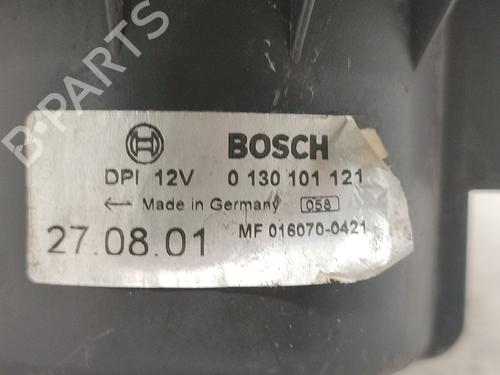 B-PARTS
BOSCH
DPI 12V 0 130 101 121
← Made in Germany 058
27.08.01 MF 016070-0421